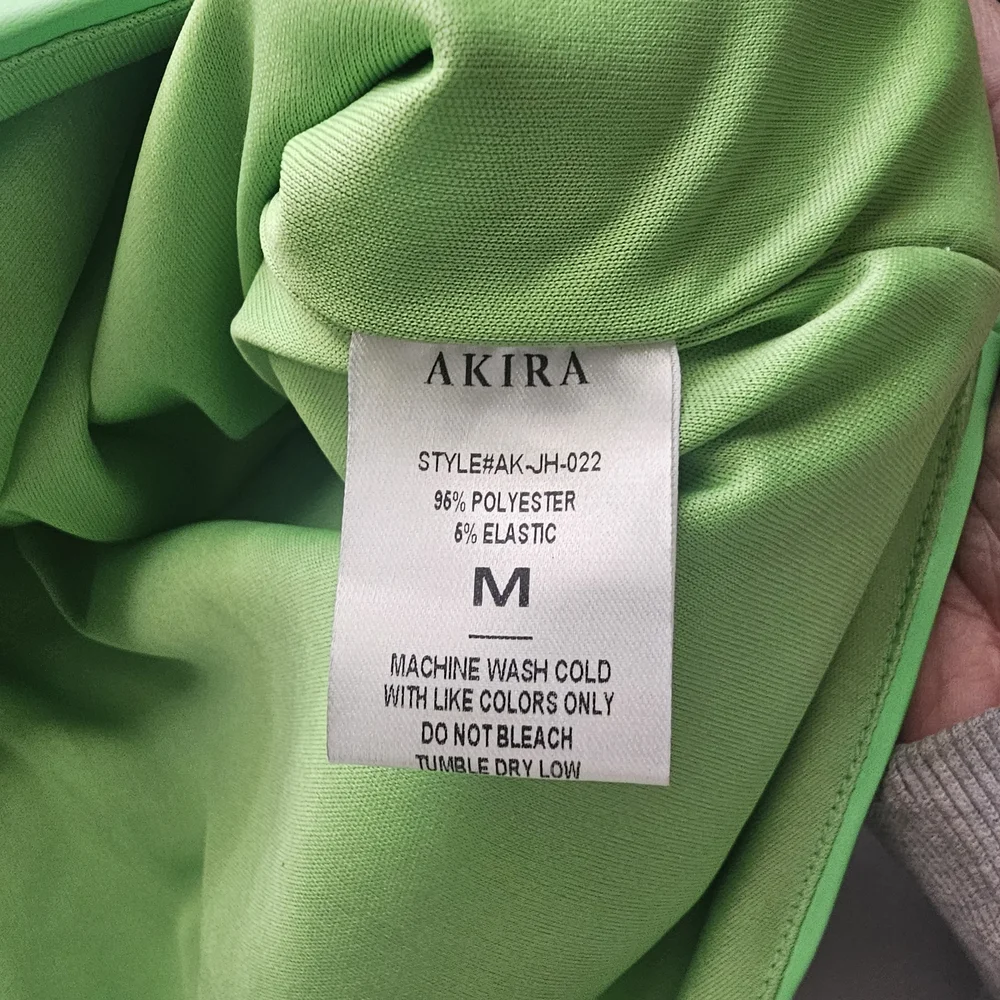 AKIRA
STYLE#AK-JH-022
95% POLYESTER
5% ELASTIC
M
MACHINE WASH COLD
WITH LIKE COLORS ONLY
DO NOT BLEACH
TUMBLE DRY LOW